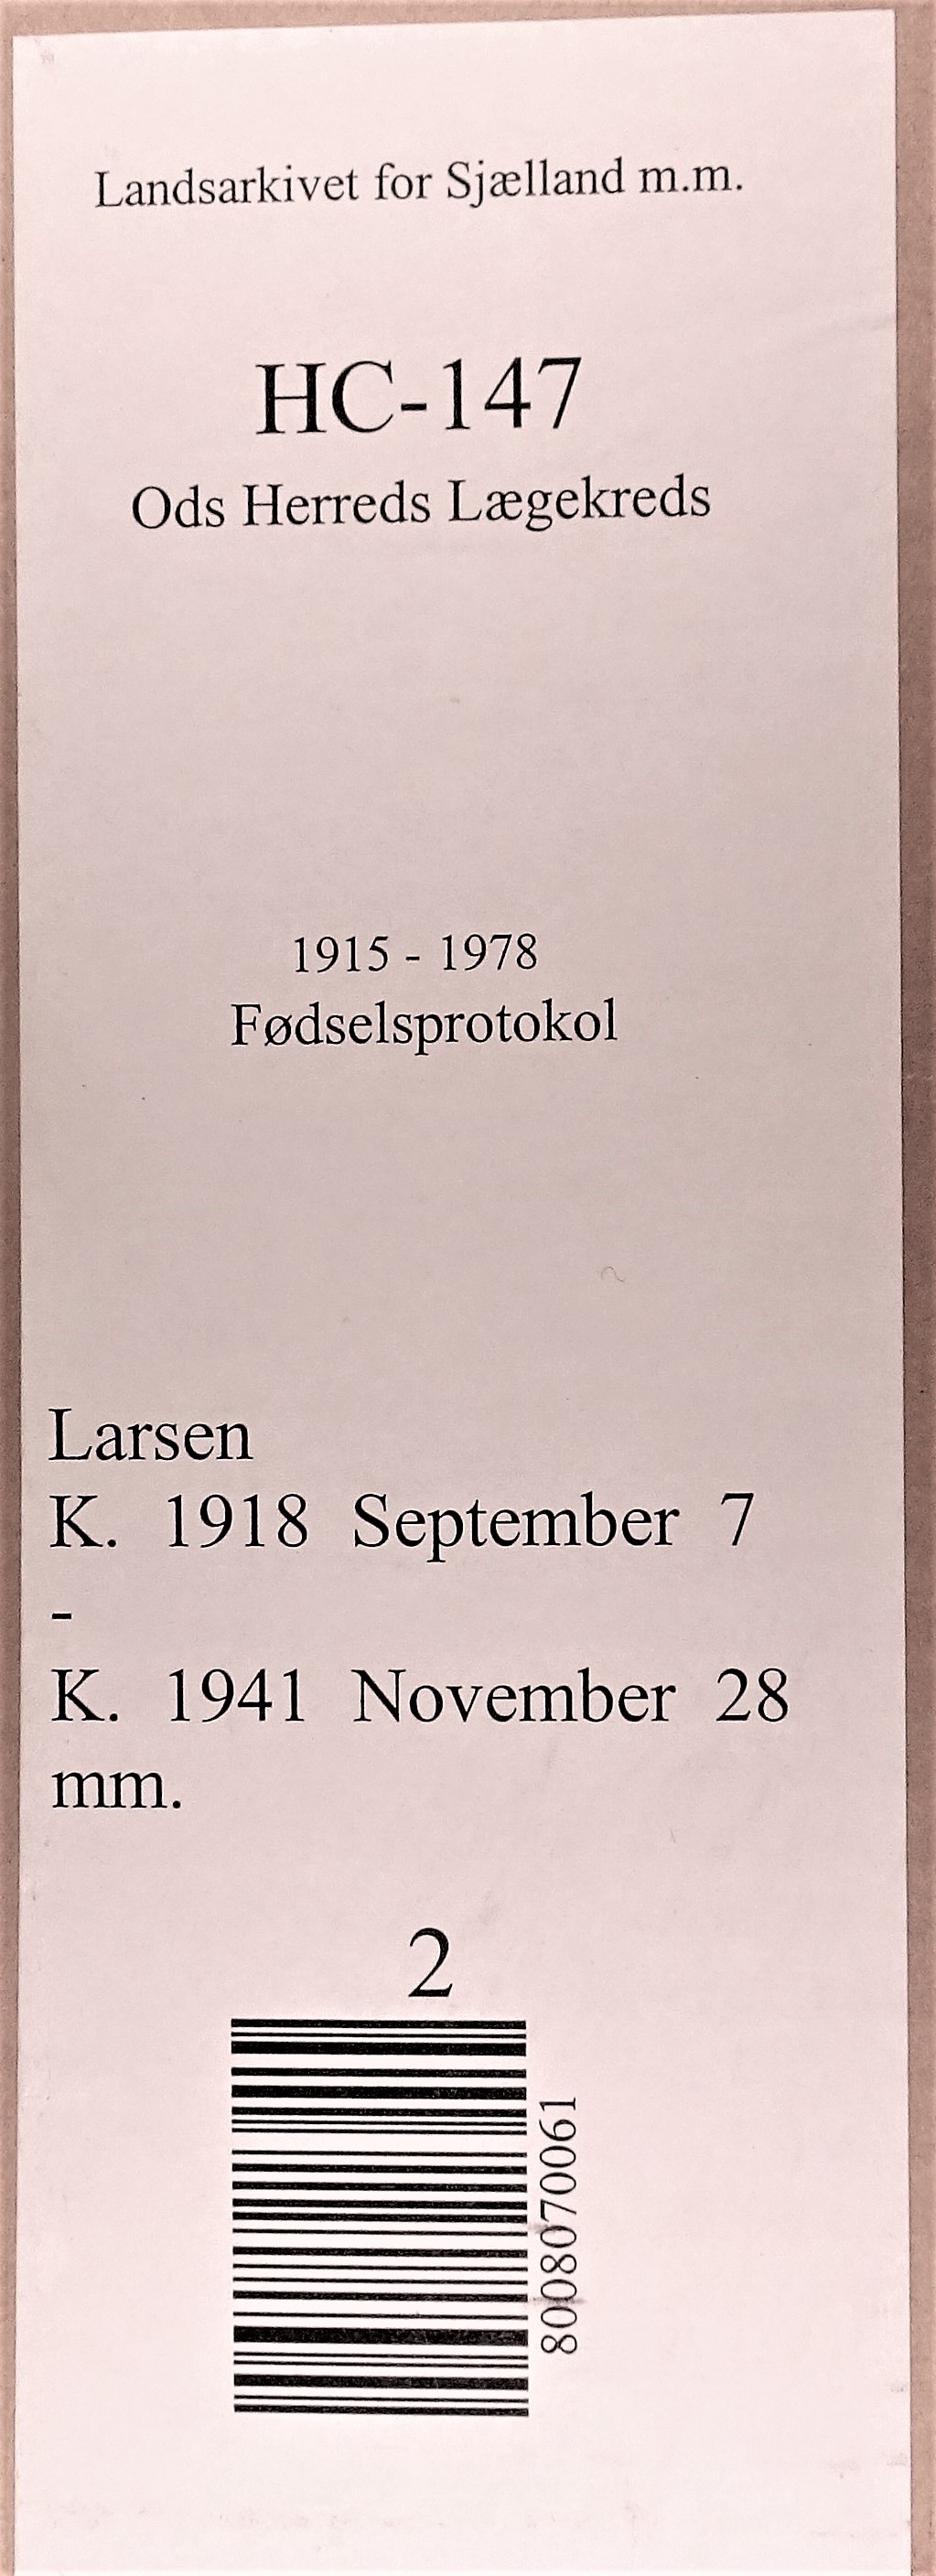 Landsarkivet for Sjælland m.m.
HC-147
Ods Herreds Lægekreds
1915 - 1978
Fødselsprotokol
Larsen
K. 1918 September 7
-
K. 1941 November 28
mm.
2
8008070061